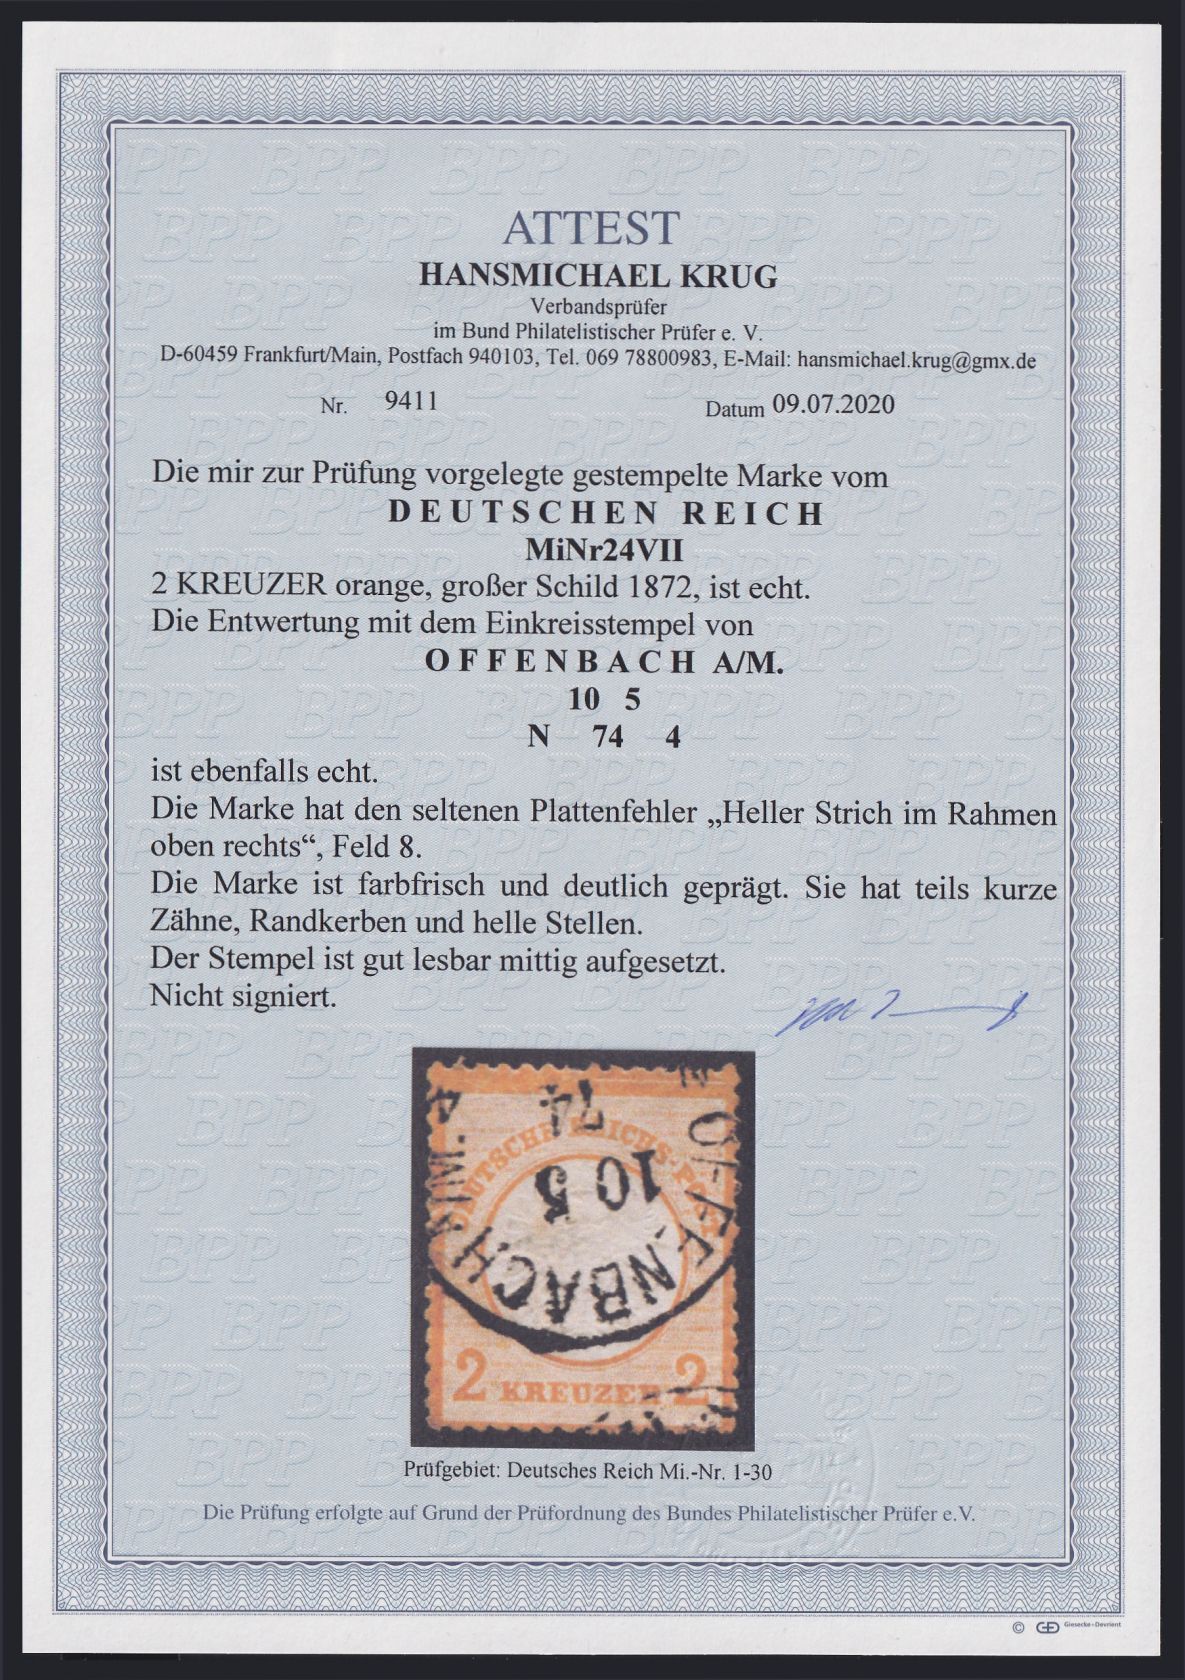 ATTEST
HANSMICHAEL KRUG
Verbandsprüfer
im Bund Philatelistischer Prüfer e. V.
D-60459 Frankfurt/Main, Postfach 940103, Tel. 069 78800983, E-Mail: hansmichael.krug@gmx.de
Nr. 9411 Datum 09.07.2020
Die mir zur Prüfung vorgelegte gestempelte Marke vom
DEUTSCHEN REICH
MiNr24VII
2 KREUZER orange, großer Schild 1872, ist echt.
Die Entwertung mit dem Einkreisstempel von
OFFENBACH A/M.
10 5
N 74 4
ist ebenfalls echt.
Die Marke hat den seltenen Plattenfehler „Heller Strich im Rahmen
oben rechts“, Feld 8.
Die Marke ist farbfrisch und deutlich geprägt. Sie hat teils kurze
Zähne, Randkerben und helle Stellen.
Der Stempel ist gut lesbar mittig aufgesetzt.
Nicht signiert.
DEUTSCHE REICHS-POST
OFFENBACH A/M.
10 5
74 4
2 KREUZER 2
Prüfgebiet: Deutsches Reich Mi.-Nr. 1-30
Die Prüfung erfolgte auf Grund der Prüfordnung des Bundes Philatelistischer Prüfer e.V.
© Giesecke+Devrient